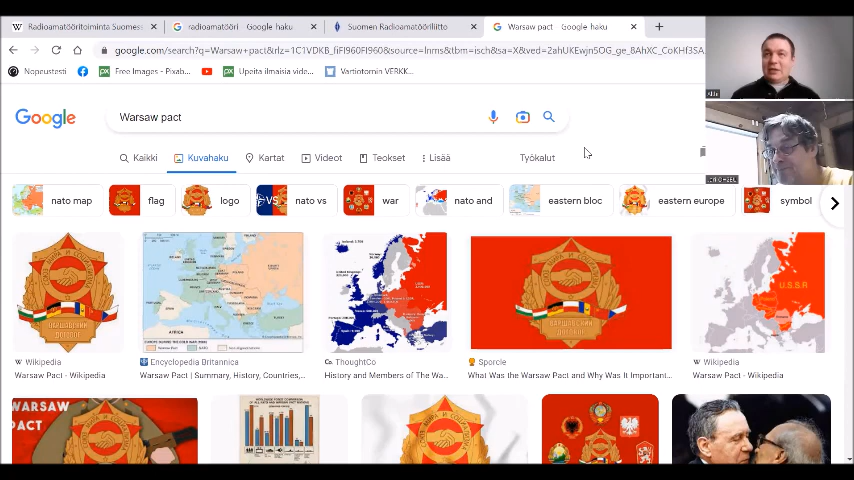 Radioamatööritoiminta Suomess
radioamatööri - Google haku
Suomen Radioamatööriliitto
Warsaw pact - Google haku
google.com/search?q=Warsaw+pact&rlz=1C1VDKB_fiFI960FI960&source=lnms&tbm=isch&sa=X&ved=2ahUKEwjn5OG_ge_8AhXC_CoKHf3SA
Nopeustesti
Free Images - Pixab...
Upeita ilmaisia video...
Vartiotornin VERKK...
Google
Warsaw pact
Kaikki
Kuvahaku
Kartat
Videot
Teokset
Lisää
Työkalut
nato map
flag
logo
VS
nato vs
war
nato and
eastern bloc
eastern europe
symbol
U.S.S.R
AFRICA
Wikipedia
Encyclopedia Britannica
ThoughtCo
Sporcle
Wikipedia
Warsaw Pact - Wikipedia
Warsaw Pact | Summary, History, Countries,...
History and Members of The Wa...
What Was the Warsaw Pact and Why Was It Important...
Warsaw Pact - Wikipedia
WARSAW
PACT